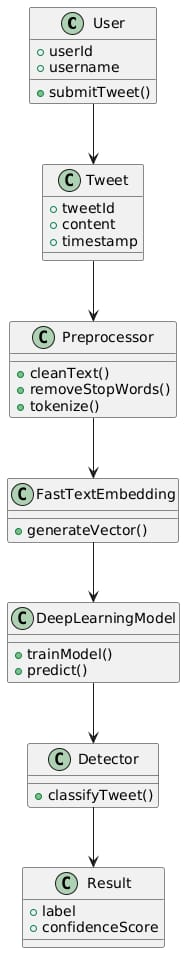 C User
userId
username
submitTweet()
C Tweet
tweetId
content
timestamp
C Preprocessor
cleanText()
removeStopWords()
tokenize()
C FastTextEmbedding
generateVector()
C DeepLearningModel
trainModel()
predict()
C Detector
classifyTweet()
C Result
label
confidenceScore